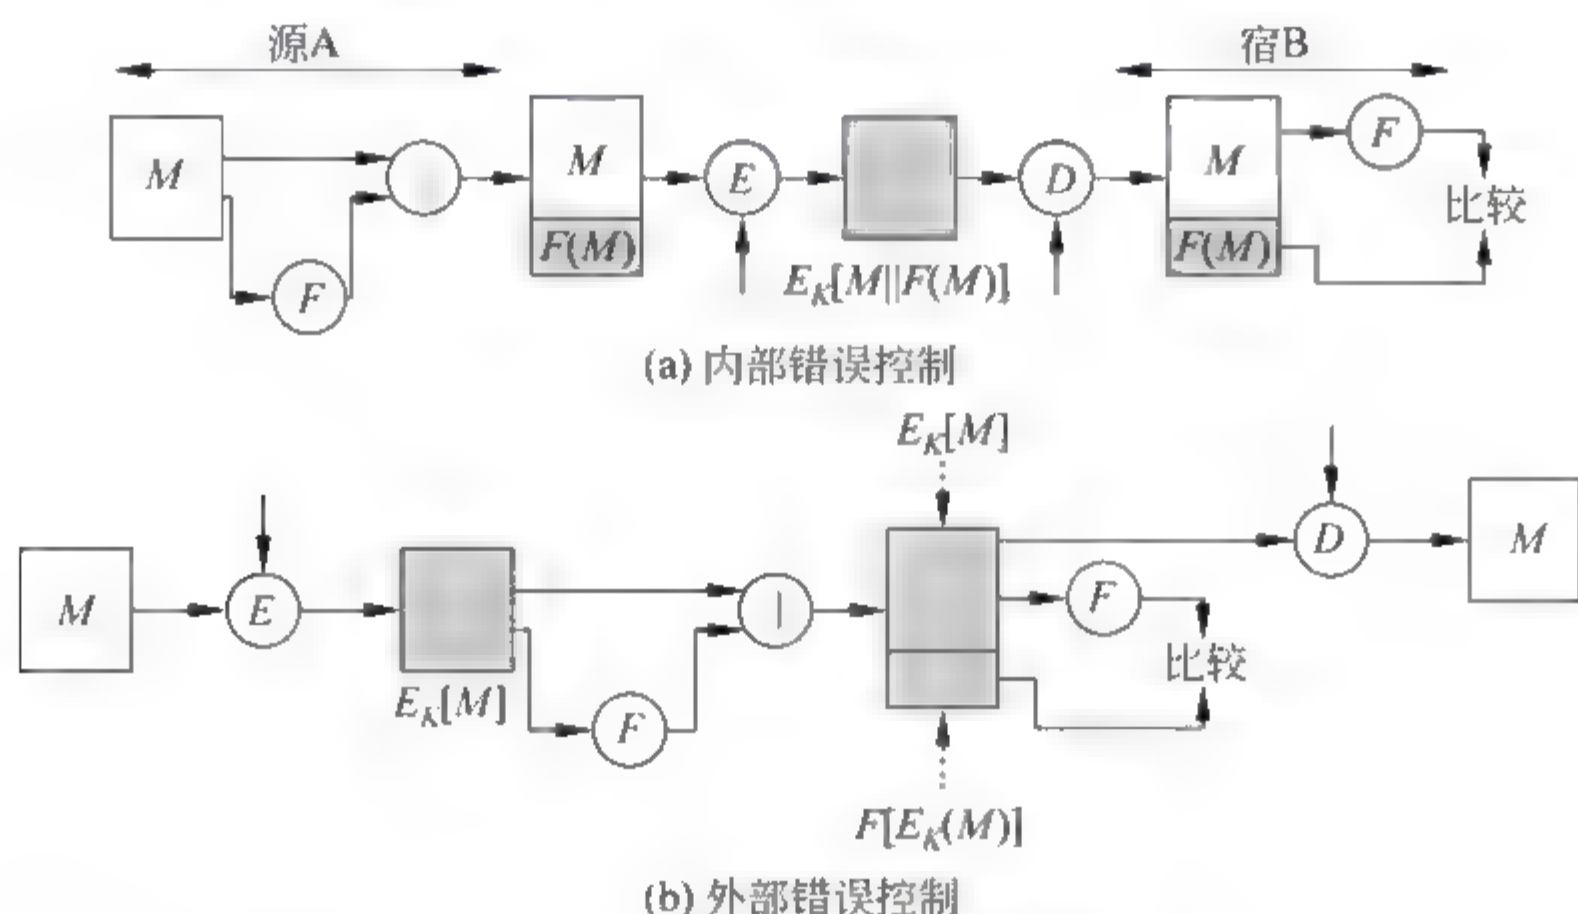 源A
宿B
M
F
M
F(M)
E
E_K[M||F(M)]
D
M
F(M)
F
比较
(a) 内部错误控制
M
E
E_K[M]
F
|
E_K[M]
F[E_K(M)]
F
比较
D
M
(b) 外部错误控制